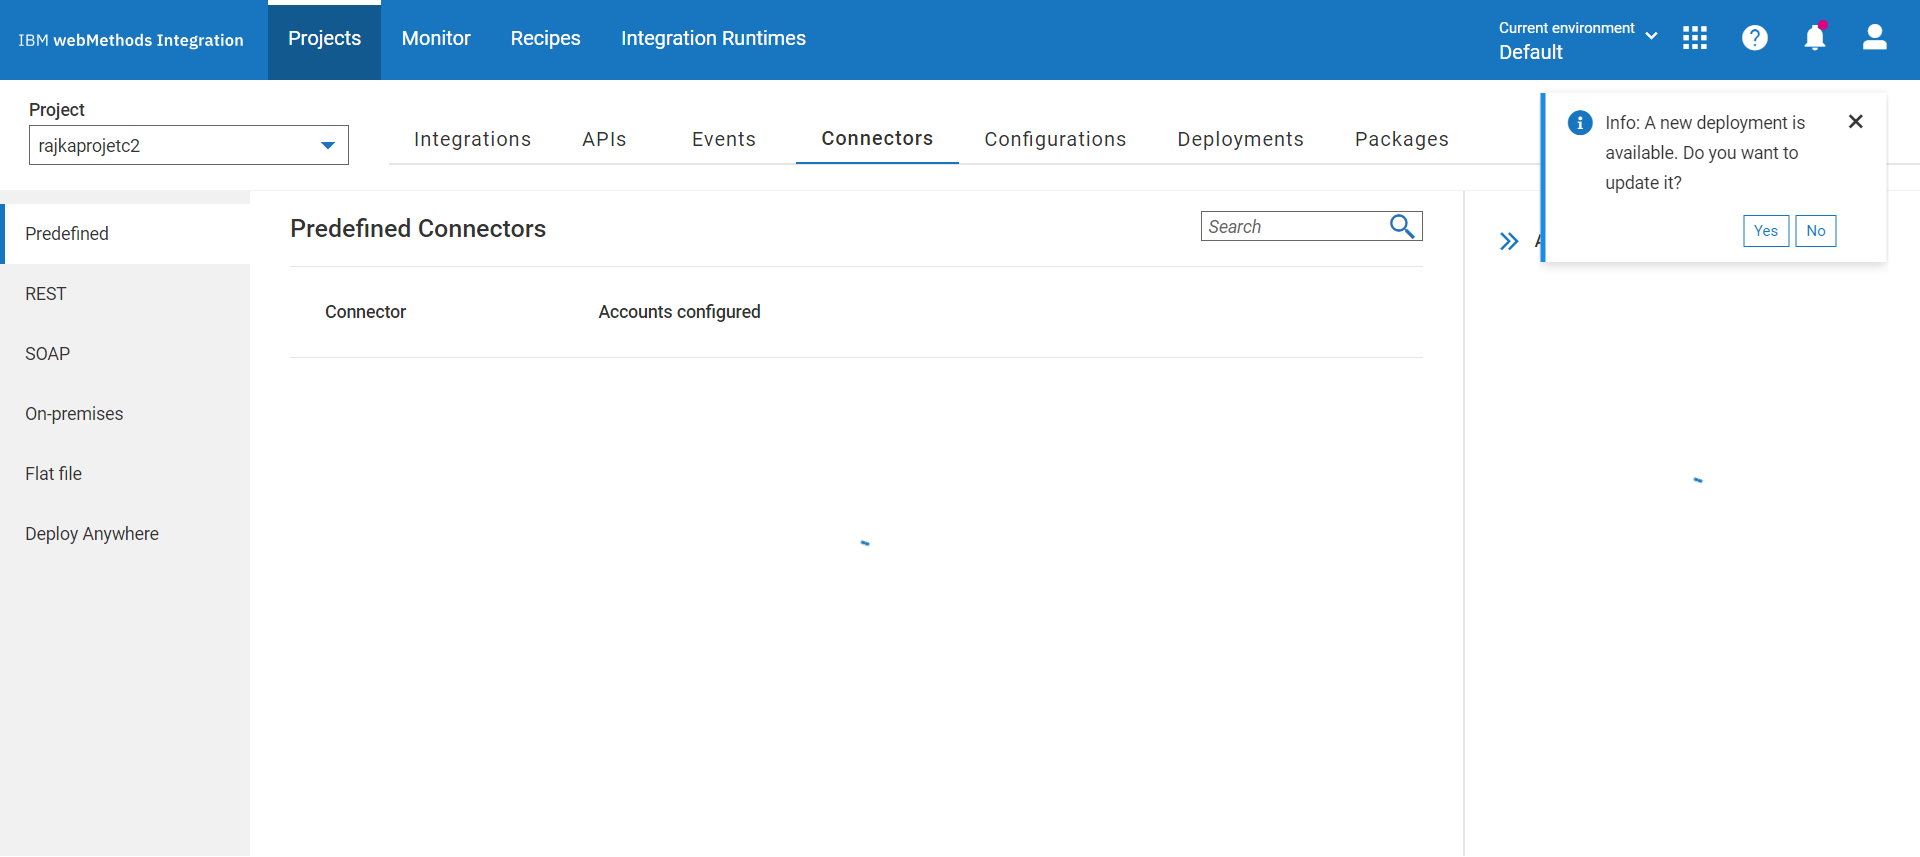 IBM webMethods Integration
Projects
Monitor
Recipes
Integration Runtimes
Current environment
Default
Project
rajkaprojetc2
Integrations
APIs
Events
Connectors
Configurations
Deployments
Packages
Info: A new deployment is
available. Do you want to
update it?
Yes
No
Predefined
REST
SOAP
On-premises
Flat file
Deploy Anywhere
Predefined Connectors
Search
Connector
Accounts configured